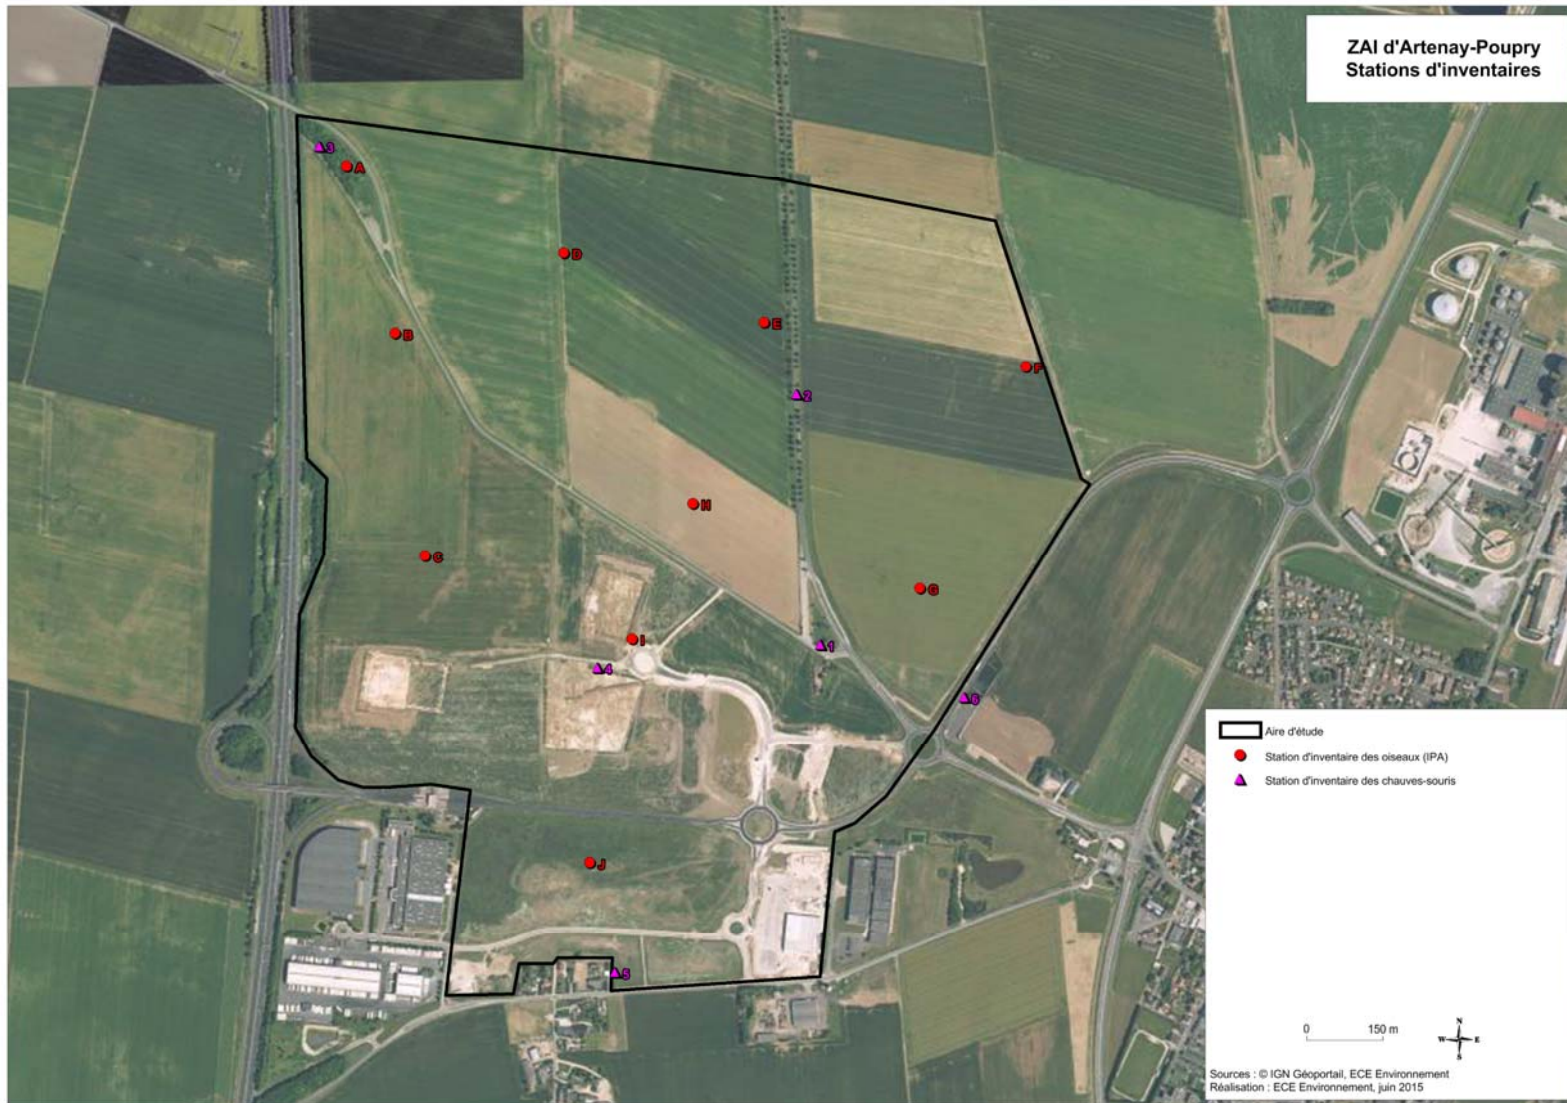 ZAI d'Artenay-Poupry
Stations d'inventaires
3
A
D
B
E
F
2
H
C
G
I
1
4
6
J
5
Aire d'étude
Station d'inventaire des oiseaux (IPA)
Station d'inventaire des chauves-souris
0 150 m
N
W E
S
Sources : © IGN Géoportail, ECE Environnement
Réalisation : ECE Environnement, juin 2015